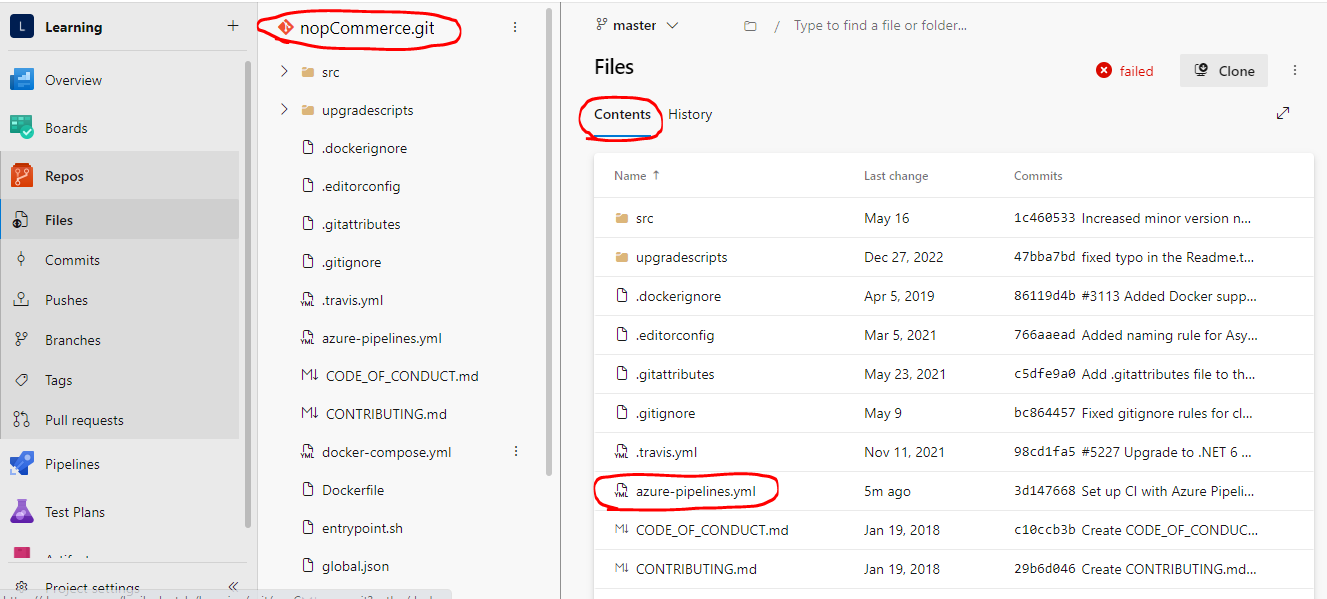 L Learning +
Overview
Boards
Repos
Files
Commits
Pushes
Branches
Tags
Pull requests
Pipelines
Test Plans
Project settings
nopCommerce.git
src
upgradescripts
.dockerignore
.editorconfig
.gitattributes
.gitignore
YML .travis.yml
YML azure-pipelines.yml
M↓ CODE_OF_CONDUCT.md
M↓ CONTRIBUTING.md
YML docker-compose.yml
Dockerfile
entrypoint.sh
global.json
master / Type to find a file or folder...
Files
failed Clone
Contents History
Name ↑ Last change Commits
src May 16 1c460533 Increased minor version n...
upgradescripts Dec 27, 2022 47bba7bd fixed typo in the Readme.t...
.dockerignore Apr 5, 2019 86119d4b #3113 Added Docker supp...
.editorconfig Mar 5, 2021 766aaead Added naming rule for Asy...
.gitattributes May 23, 2021 c5dfe9a0 Add .gitattributes file to th...
.gitignore May 9 bc864457 Fixed gitignore rules for cl...
YML .travis.yml Nov 11, 2021 98cd1fa5 #5227 Upgrade to .NET 6 ...
YML azure-pipelines.yml 5m ago 3d147668 Set up CI with Azure Pipeli...
M↓ CODE_OF_CONDUCT.md Jan 19, 2018 c10ccb3b Create CODE_OF_CONDUC...
M↓ CONTRIBUTING.md Jan 19, 2018 29b6d046 Create CONTRIBUTING.md...